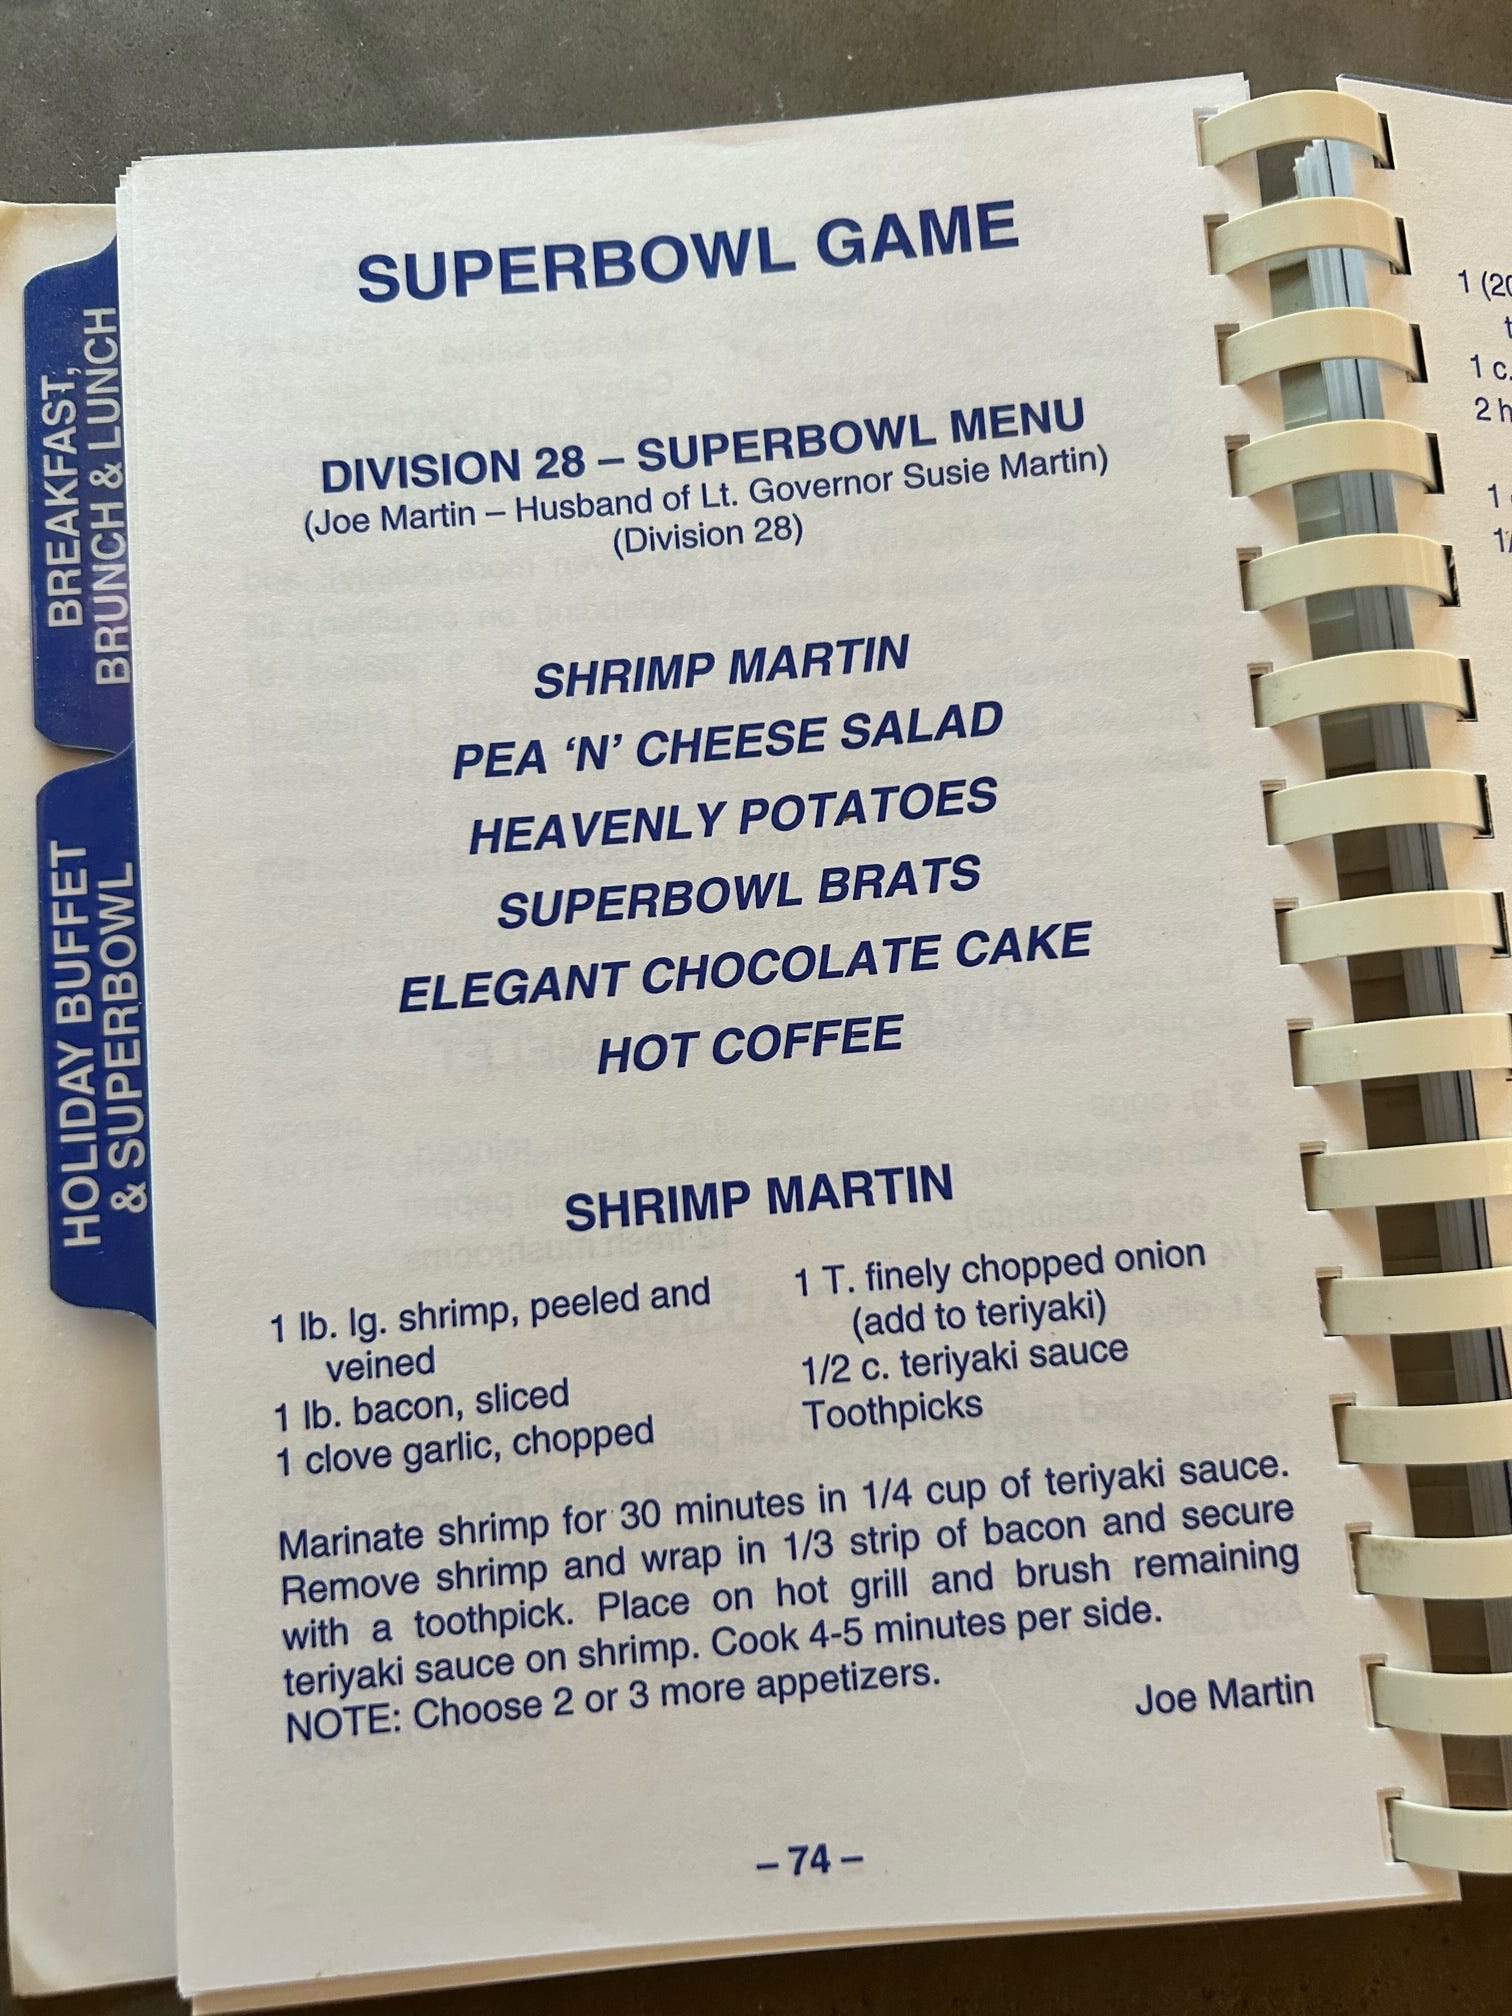 BREAKFAST,
BRUNCH & LUNCH
HOLIDAY BUFFET
& SUPERBOWL
SUPERBOWL GAME
DIVISION 28 – SUPERBOWL MENU
(Joe Martin – Husband of Lt. Governor Susie Martin)
(Division 28)
SHRIMP MARTIN
PEA ‘N’ CHEESE SALAD
HEAVENLY POTATOES
SUPERBOWL BRATS
ELEGANT CHOCOLATE CAKE
HOT COFFEE
SHRIMP MARTIN
1 lb. lg. shrimp, peeled and
veined
1 lb. bacon, sliced
1 clove garlic, chopped
1 T. finely chopped onion
(add to teriyaki)
1/2 c. teriyaki sauce
Toothpicks
Marinate shrimp for 30 minutes in 1/4 cup of teriyaki sauce.
Remove shrimp and wrap in 1/3 strip of bacon and secure
with a toothpick. Place on hot grill and brush remaining
teriyaki sauce on shrimp. Cook 4-5 minutes per side.
NOTE: Choose 2 or 3 more appetizers.
Joe Martin
– 74 –
1 c.